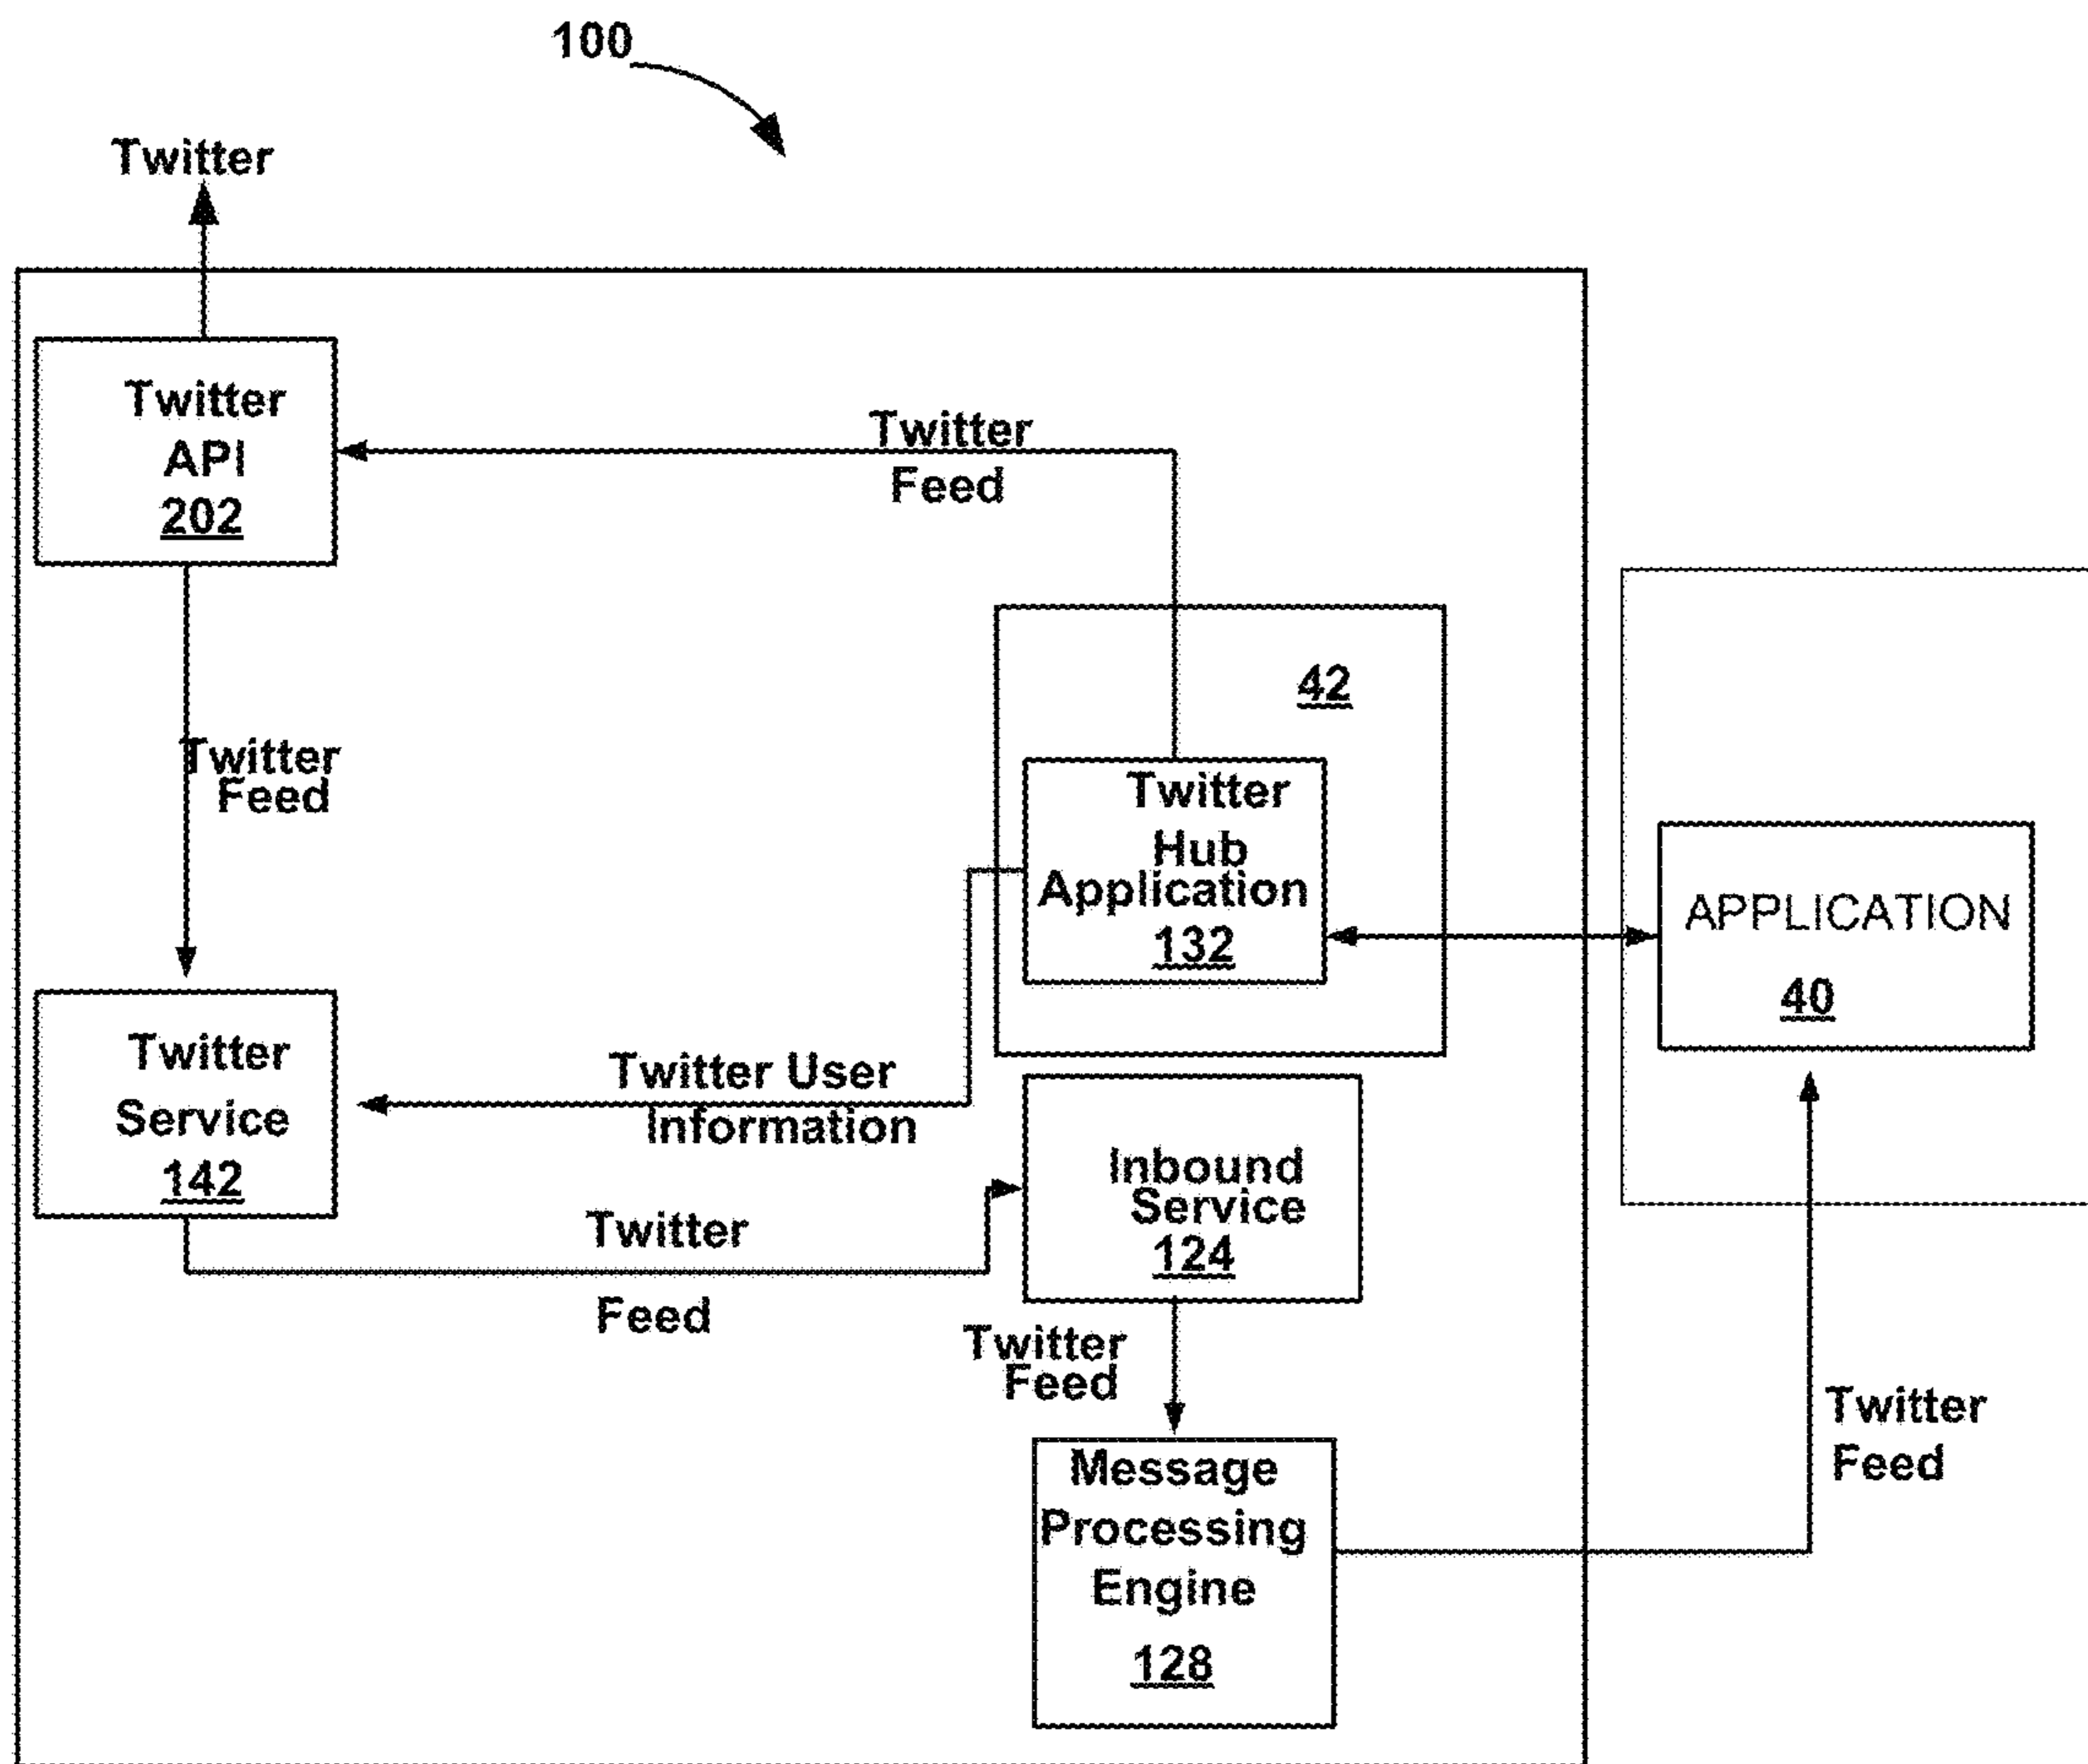 100
Twitter
Twitter
API
202
Twitter
Feed
Twitter
Feed
42
Twitter
Hub
Application
132
APPLICATION
40
Twitter
Service
142
Twitter User
Information
Inbound
Service
124
Twitter
Feed
Twitter
Feed
Message
Processing
Engine
128
Twitter
Feed